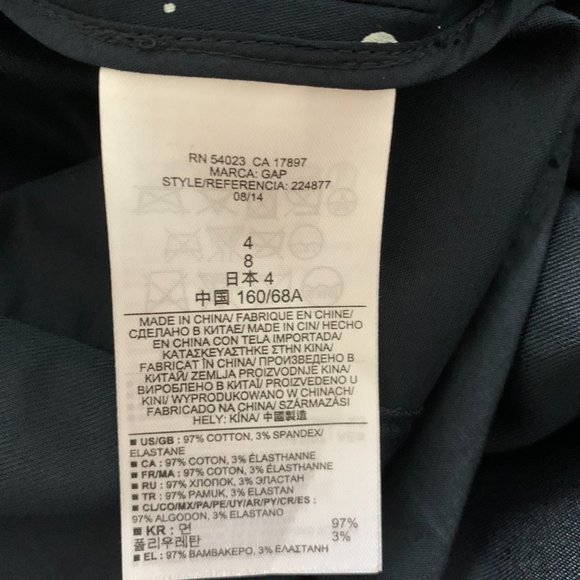 RN 54023 CA 17897
MARCA: GAP
STYLE/REFERENCIA: 224877
08/14
4
8
日本 4
中国 160/68A
MADE IN CHINA/ FABRIQUE EN CHINE/
СДЕЛАНО В КИТАЕ/ MADE IN CIN/ HECHO
EN CHINA CON TELA IMPORTADA/
ΚΑΤΑΣΚΕΥΑΣΤΗΚΕ ΣΤΗΝ ΚΙΝΑ/
FABRICAT ÎN CHINA/ ПРОИЗВЕДЕНО В
КИТАЙ/ ZEMLJA PROIZVODNJE KINA/
ВИРОБЛЕНО В КИТАЇ/ PROIZVEDENO U
KINI/ WYPRODUKOWANO W CHINACH/
FABRICADO NA CHINA/ SZÁRMAZÁSI
HELY: KÍNA/ 中國製造
■ US/GB : 97% COTTON, 3% SPANDEX/
ELASTANE
■ CA : 97% COTON, 3% ÉLASTHANNE
■ FR/MA : 97% COTON, 3% ÉLASTHANNE
■ RU : 97% ХЛОПОК, 3% ЭЛАСТАН
■ TR : 97% PAMUK, 3% ELASTAN
■ CL/CO/MX/PA/PE/UY/AR/PY/CR/ES :
97% ALGODON, 3% ELASTANO
■ KR : 면 97%
폴리우레탄 3%
■ EL : 97% ΒΑΜΒΑΚΕΡΟ, 3% ΕΛΑΣΤΑΝΗ